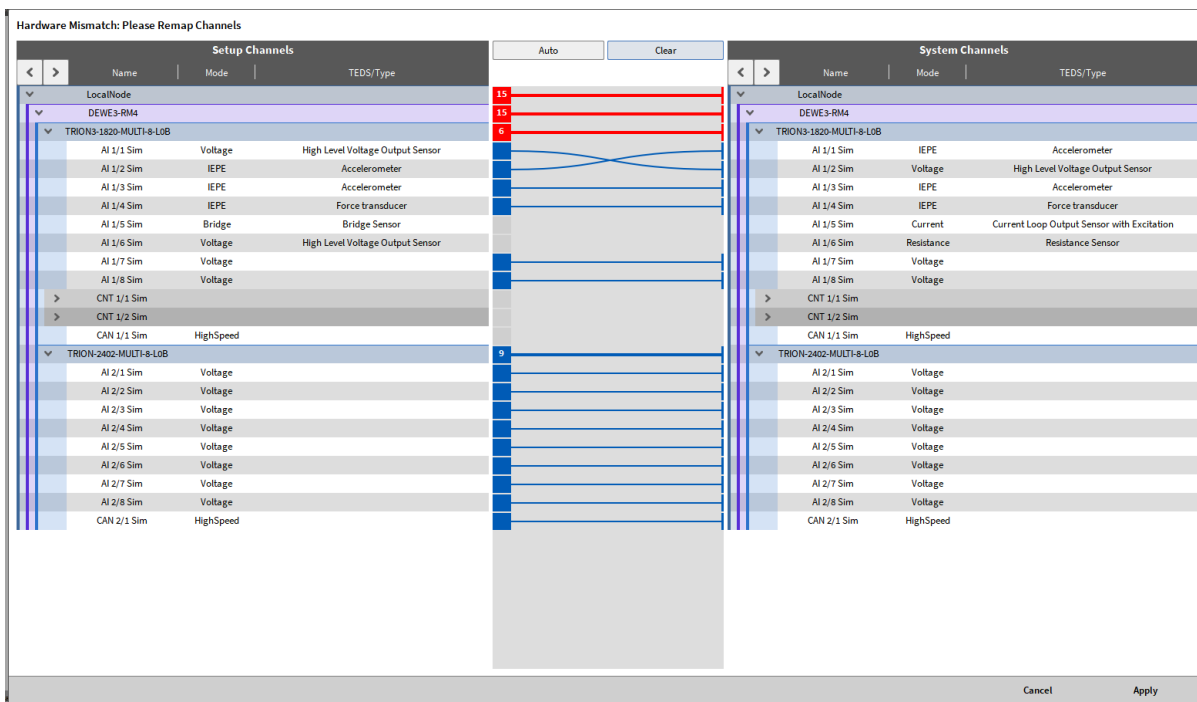 Hardware Mismatch: Please Remap Channels
Setup Channels Auto Clear System Channels
Name Mode TEDS/Type Name Mode TEDS/Type
LocalNode 15 LocalNode
DEWE3-RM4 15 DEWE3-RM4
TRION3-1820-MULTI-8-L0B 6 TRION3-1820-MULTI-8-L0B
AI 1/1 Sim Voltage High Level Voltage Output Sensor AI 1/1 Sim IEPE Accelerometer
AI 1/2 Sim IEPE Accelerometer AI 1/2 Sim Voltage High Level Voltage Output Sensor
AI 1/3 Sim IEPE Accelerometer AI 1/3 Sim IEPE Accelerometer
AI 1/4 Sim IEPE Force transducer AI 1/4 Sim IEPE Force transducer
AI 1/5 Sim Bridge Bridge Sensor AI 1/5 Sim Current Current Loop Output Sensor with Excitation
AI 1/6 Sim Voltage High Level Voltage Output Sensor AI 1/6 Sim Resistance Resistance Sensor
AI 1/7 Sim Voltage AI 1/7 Sim Voltage
AI 1/8 Sim Voltage AI 1/8 Sim Voltage
CNT 1/1 Sim CNT 1/1 Sim
CNT 1/2 Sim CNT 1/2 Sim
CAN 1/1 Sim HighSpeed CAN 1/1 Sim HighSpeed
TRION-2402-MULTI-8-L0B 9 TRION-2402-MULTI-8-L0B
AI 2/1 Sim Voltage AI 2/1 Sim Voltage
AI 2/2 Sim Voltage AI 2/2 Sim Voltage
AI 2/3 Sim Voltage AI 2/3 Sim Voltage
AI 2/4 Sim Voltage AI 2/4 Sim Voltage
AI 2/5 Sim Voltage AI 2/5 Sim Voltage
AI 2/6 Sim Voltage AI 2/6 Sim Voltage
AI 2/7 Sim Voltage AI 2/7 Sim Voltage
AI 2/8 Sim Voltage AI 2/8 Sim Voltage
CAN 2/1 Sim HighSpeed CAN 2/1 Sim HighSpeed
Cancel Apply